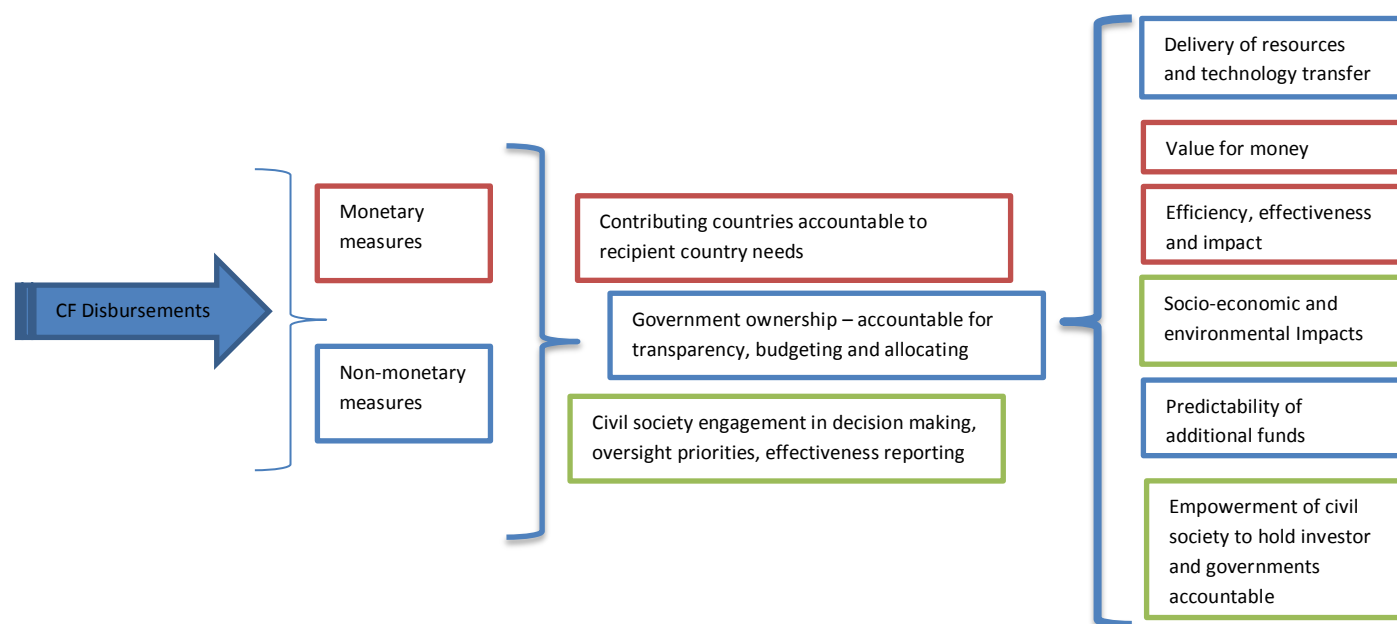 CF Disbursements
Monetary
measures
Non-monetary
measures
Contributing countries accountable to
recipient country needs
Government ownership – accountable for
transparency, budgeting and allocating
Civil society engagement in decision making,
oversight priorities, effectiveness reporting
Delivery of resources
and technology transfer
Value for money
Efficiency, effectiveness
and impact
Socio-economic and
environmental Impacts
Predictability of
additional funds
Empowerment of civil
society to hold investor
and governments
accountable